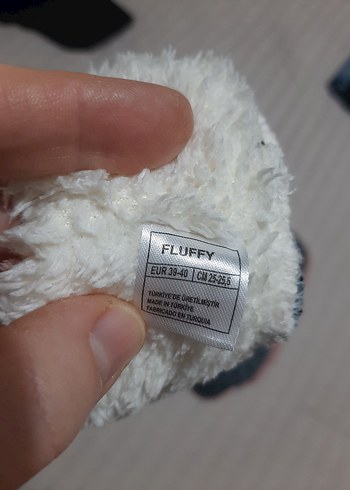 FLUFFY
EUR 39-40 | CM 25-25,5
TÜRKİYE'DE ÜRETİLMİŞTİR
MADE IN TÜRKİYE
FABRICADO EN TURQUIA